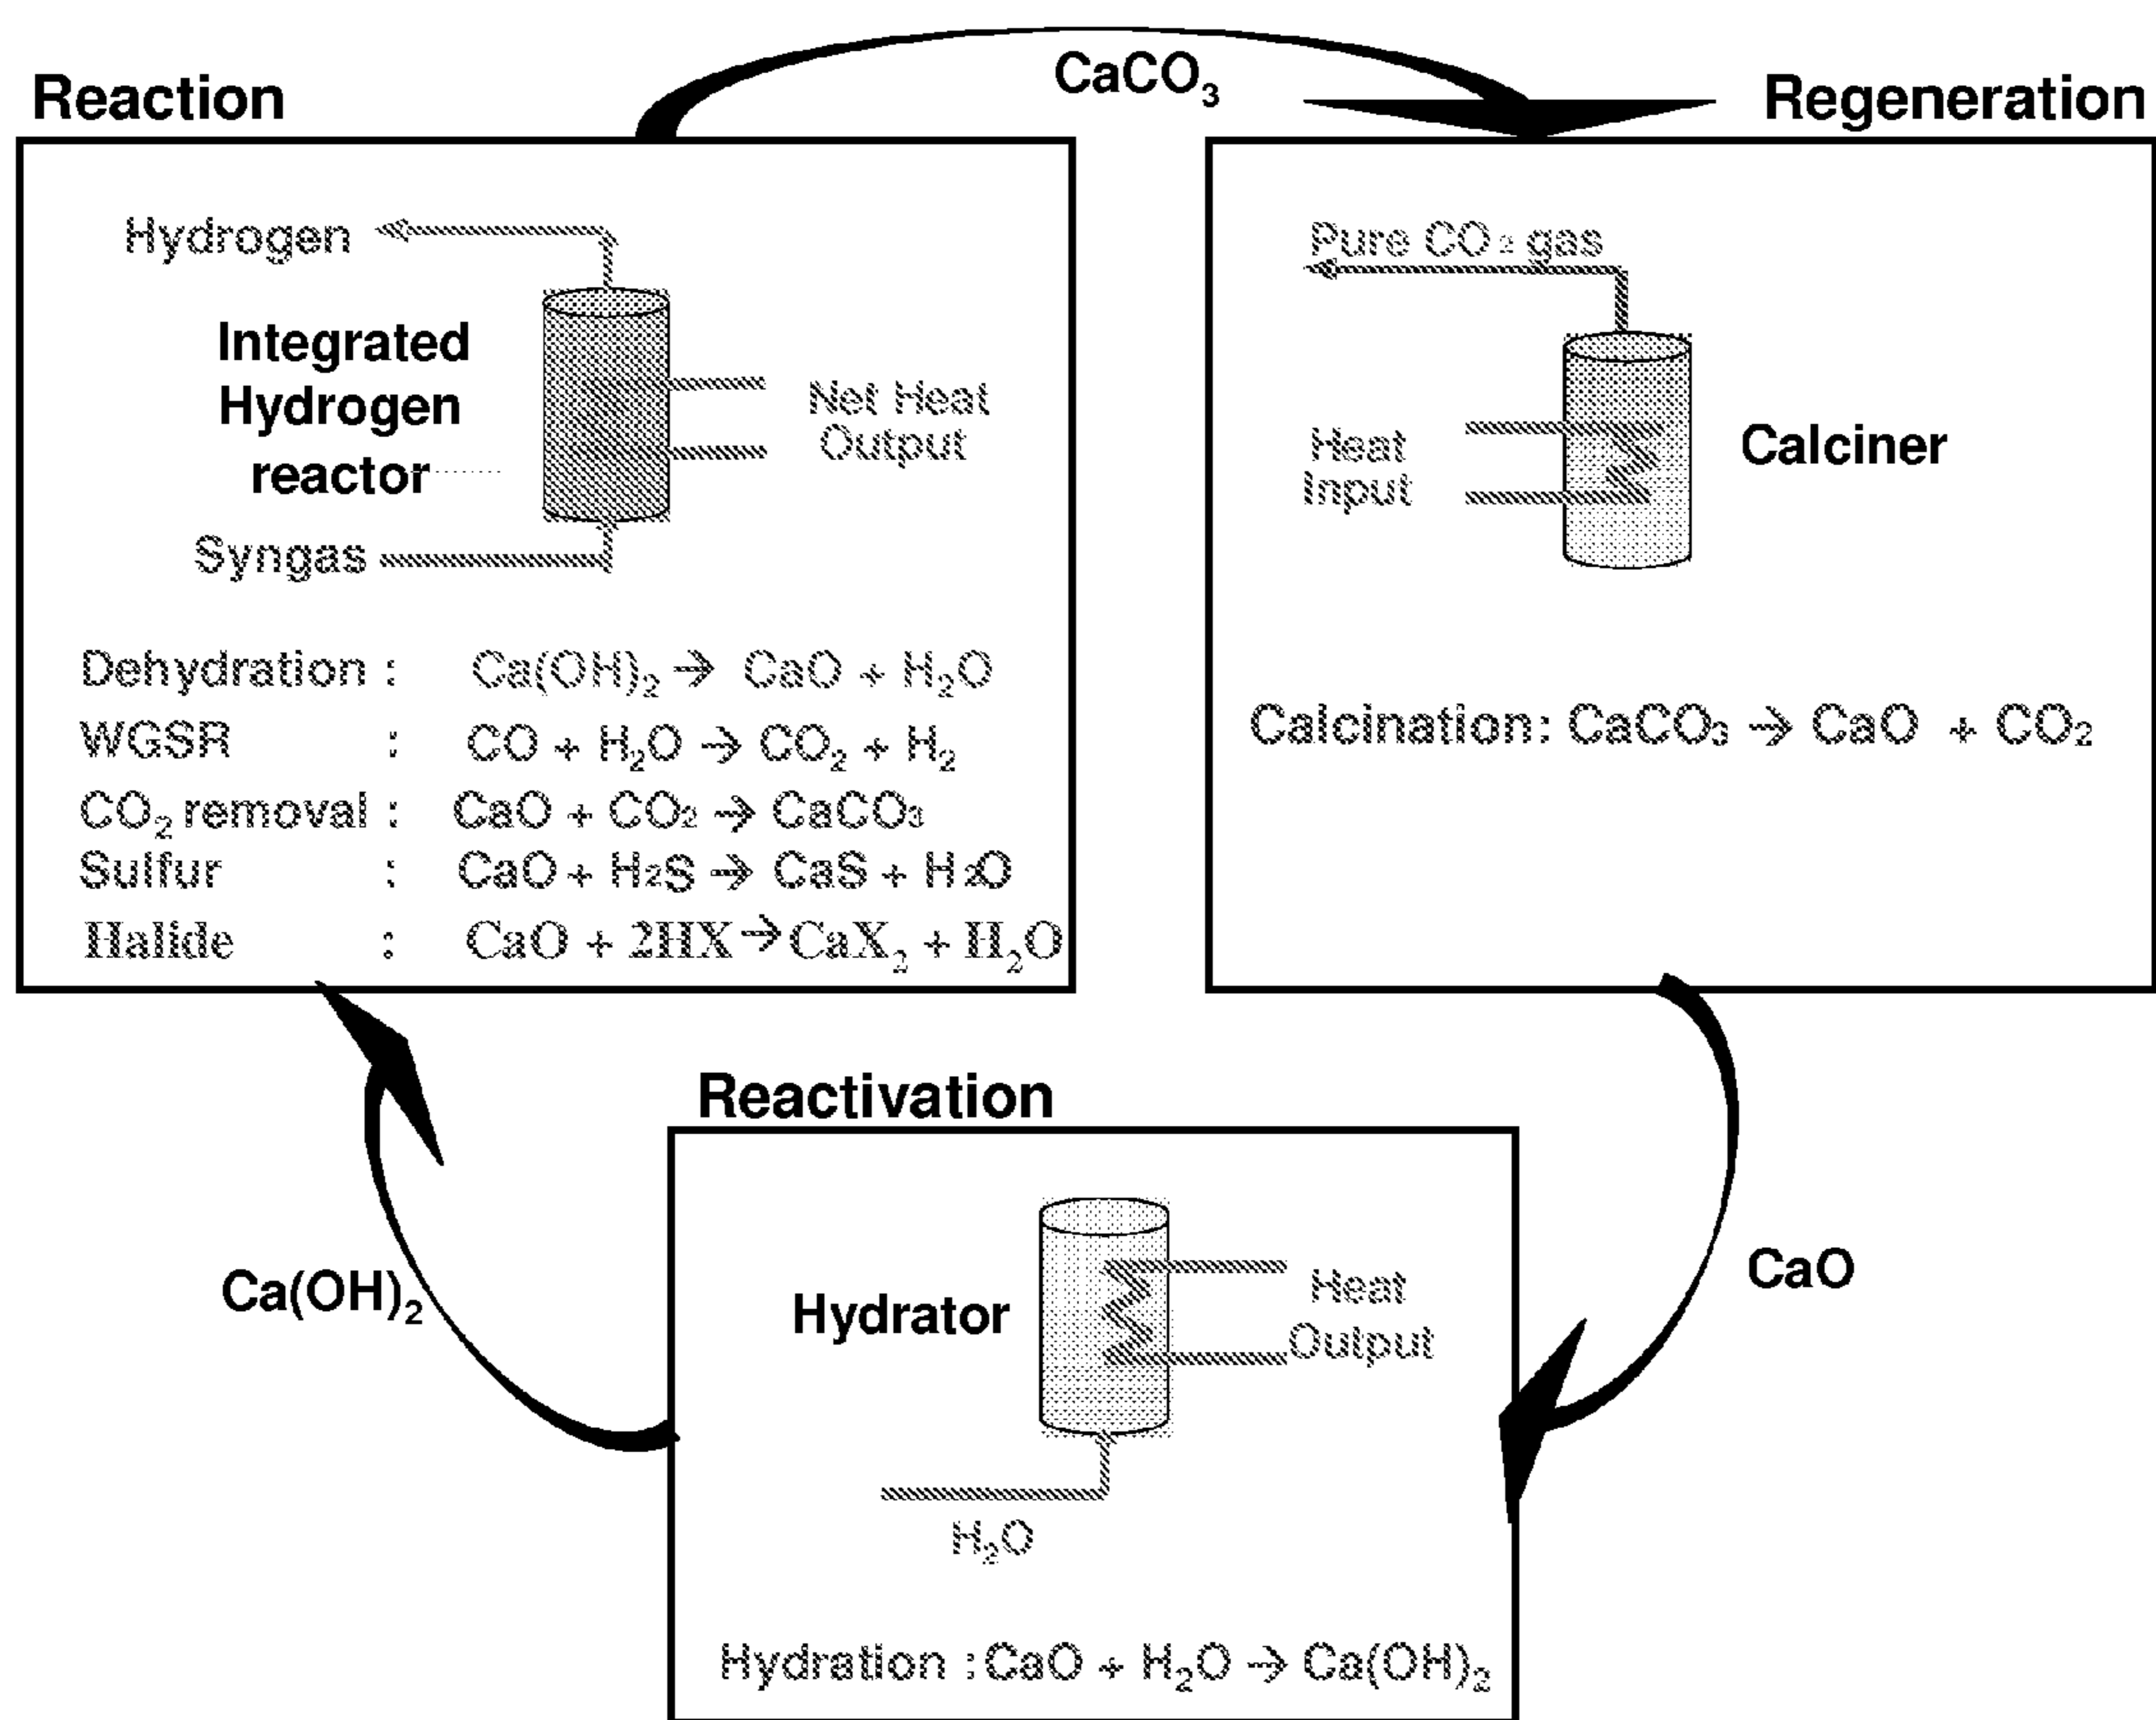 CaCO₃
Reaction
Regeneration
Hydrogen
Integrated
Hydrogen
reactor
Net Heat
Output
Syngas
Dehydration : Ca(OH)₂ → CaO + H₂O
WGSR : CO + H₂O → CO₂ + H₂
CO₂ removal : CaO + CO₂ → CaCO₃
Sulfur : CaO + H₂S → CaS + H₂O
Halide : CaO + 2HX → CaX₂ + H₂O
Pure CO₂ gas
Heat
Input
Calciner
Calcination: CaCO₃ → CaO + CO₂
Reactivation
Ca(OH)₂
Hydrator
Heat
Output
CaO
H₂O
Hydration : CaO + H₂O → Ca(OH)₂